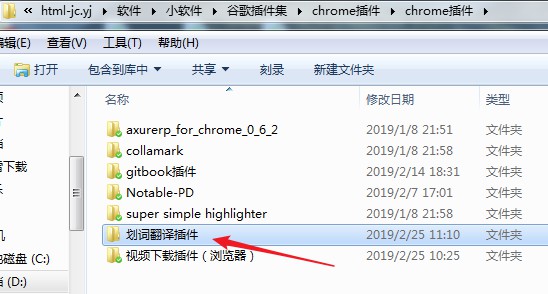 html-jc.yj ▸ 软件 ▸ 小软件 ▸ 谷歌插件集 ▸ chrome插件 ▸ chrome插件 ▸
编辑(E) 查看(V) 工具(T) 帮助(H)
打开 包含到库中 共享 刻录 新建文件夹
名称 修改日期 类型
axurerp_for_chrome_0_6_2 2019/1/8 21:51 文件夹
collamark 2019/1/8 21:58 文件夹
gitbook插件 2019/2/14 18:31 文件夹
雷下载 Notable-PD 2019/2/7 17:01 文件夹
super simple highlighter 2019/1/8 21:58 文件夹
划词翻译插件 2019/2/25 11:10 文件夹
磁盘 (C:) 视频下载插件（浏览器） 2019/2/25 10:25 文件夹
(D:)